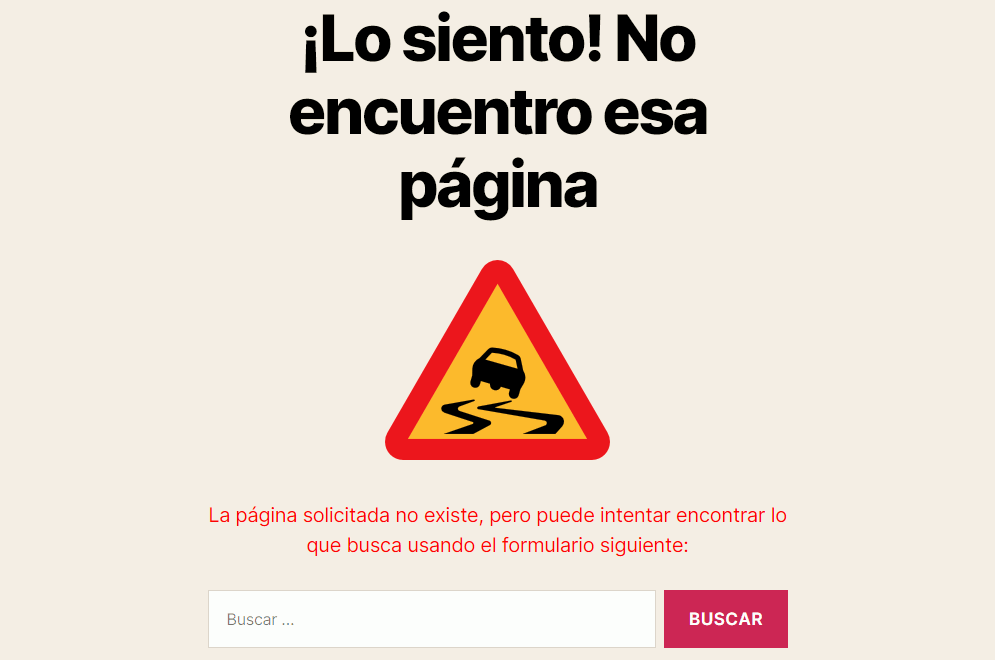 ¡Lo siento! No
encuentro esa
página
La página solicitada no existe, pero puede intentar encontrar lo
que busca usando el formulario siguiente:
Buscar ...
BUSCAR